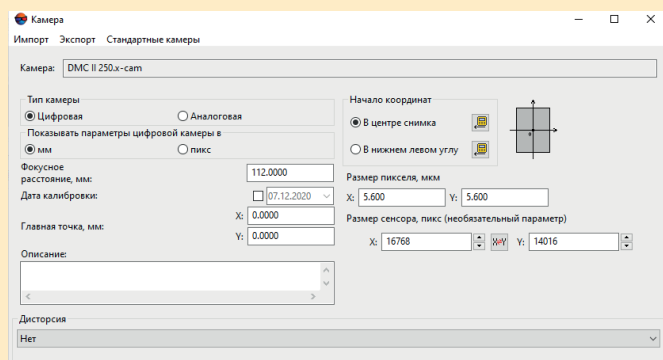 Камера
Импорт Экспорт Стандартные камеры
Камера: DMC II 250.x-cam
Тип камеры
Цифровая Аналоговая
Показывать параметры цифровой камеры в
мм пикс
Фокусное
расстояние, мм: 112.0000
Дата калибровки: 07.12.2020
Главная точка, мм: X: 0.0000
Y: 0.0000
Описание:
Начало координат
В центре снимка
В нижнем левом углу
Размер пикселя, мкм
X: 5.600 Y: 5.600
Размер сенсора, пикс (необязательный параметр)
X: 16768 X⇄Y Y: 14016
Дисторсия
Нет